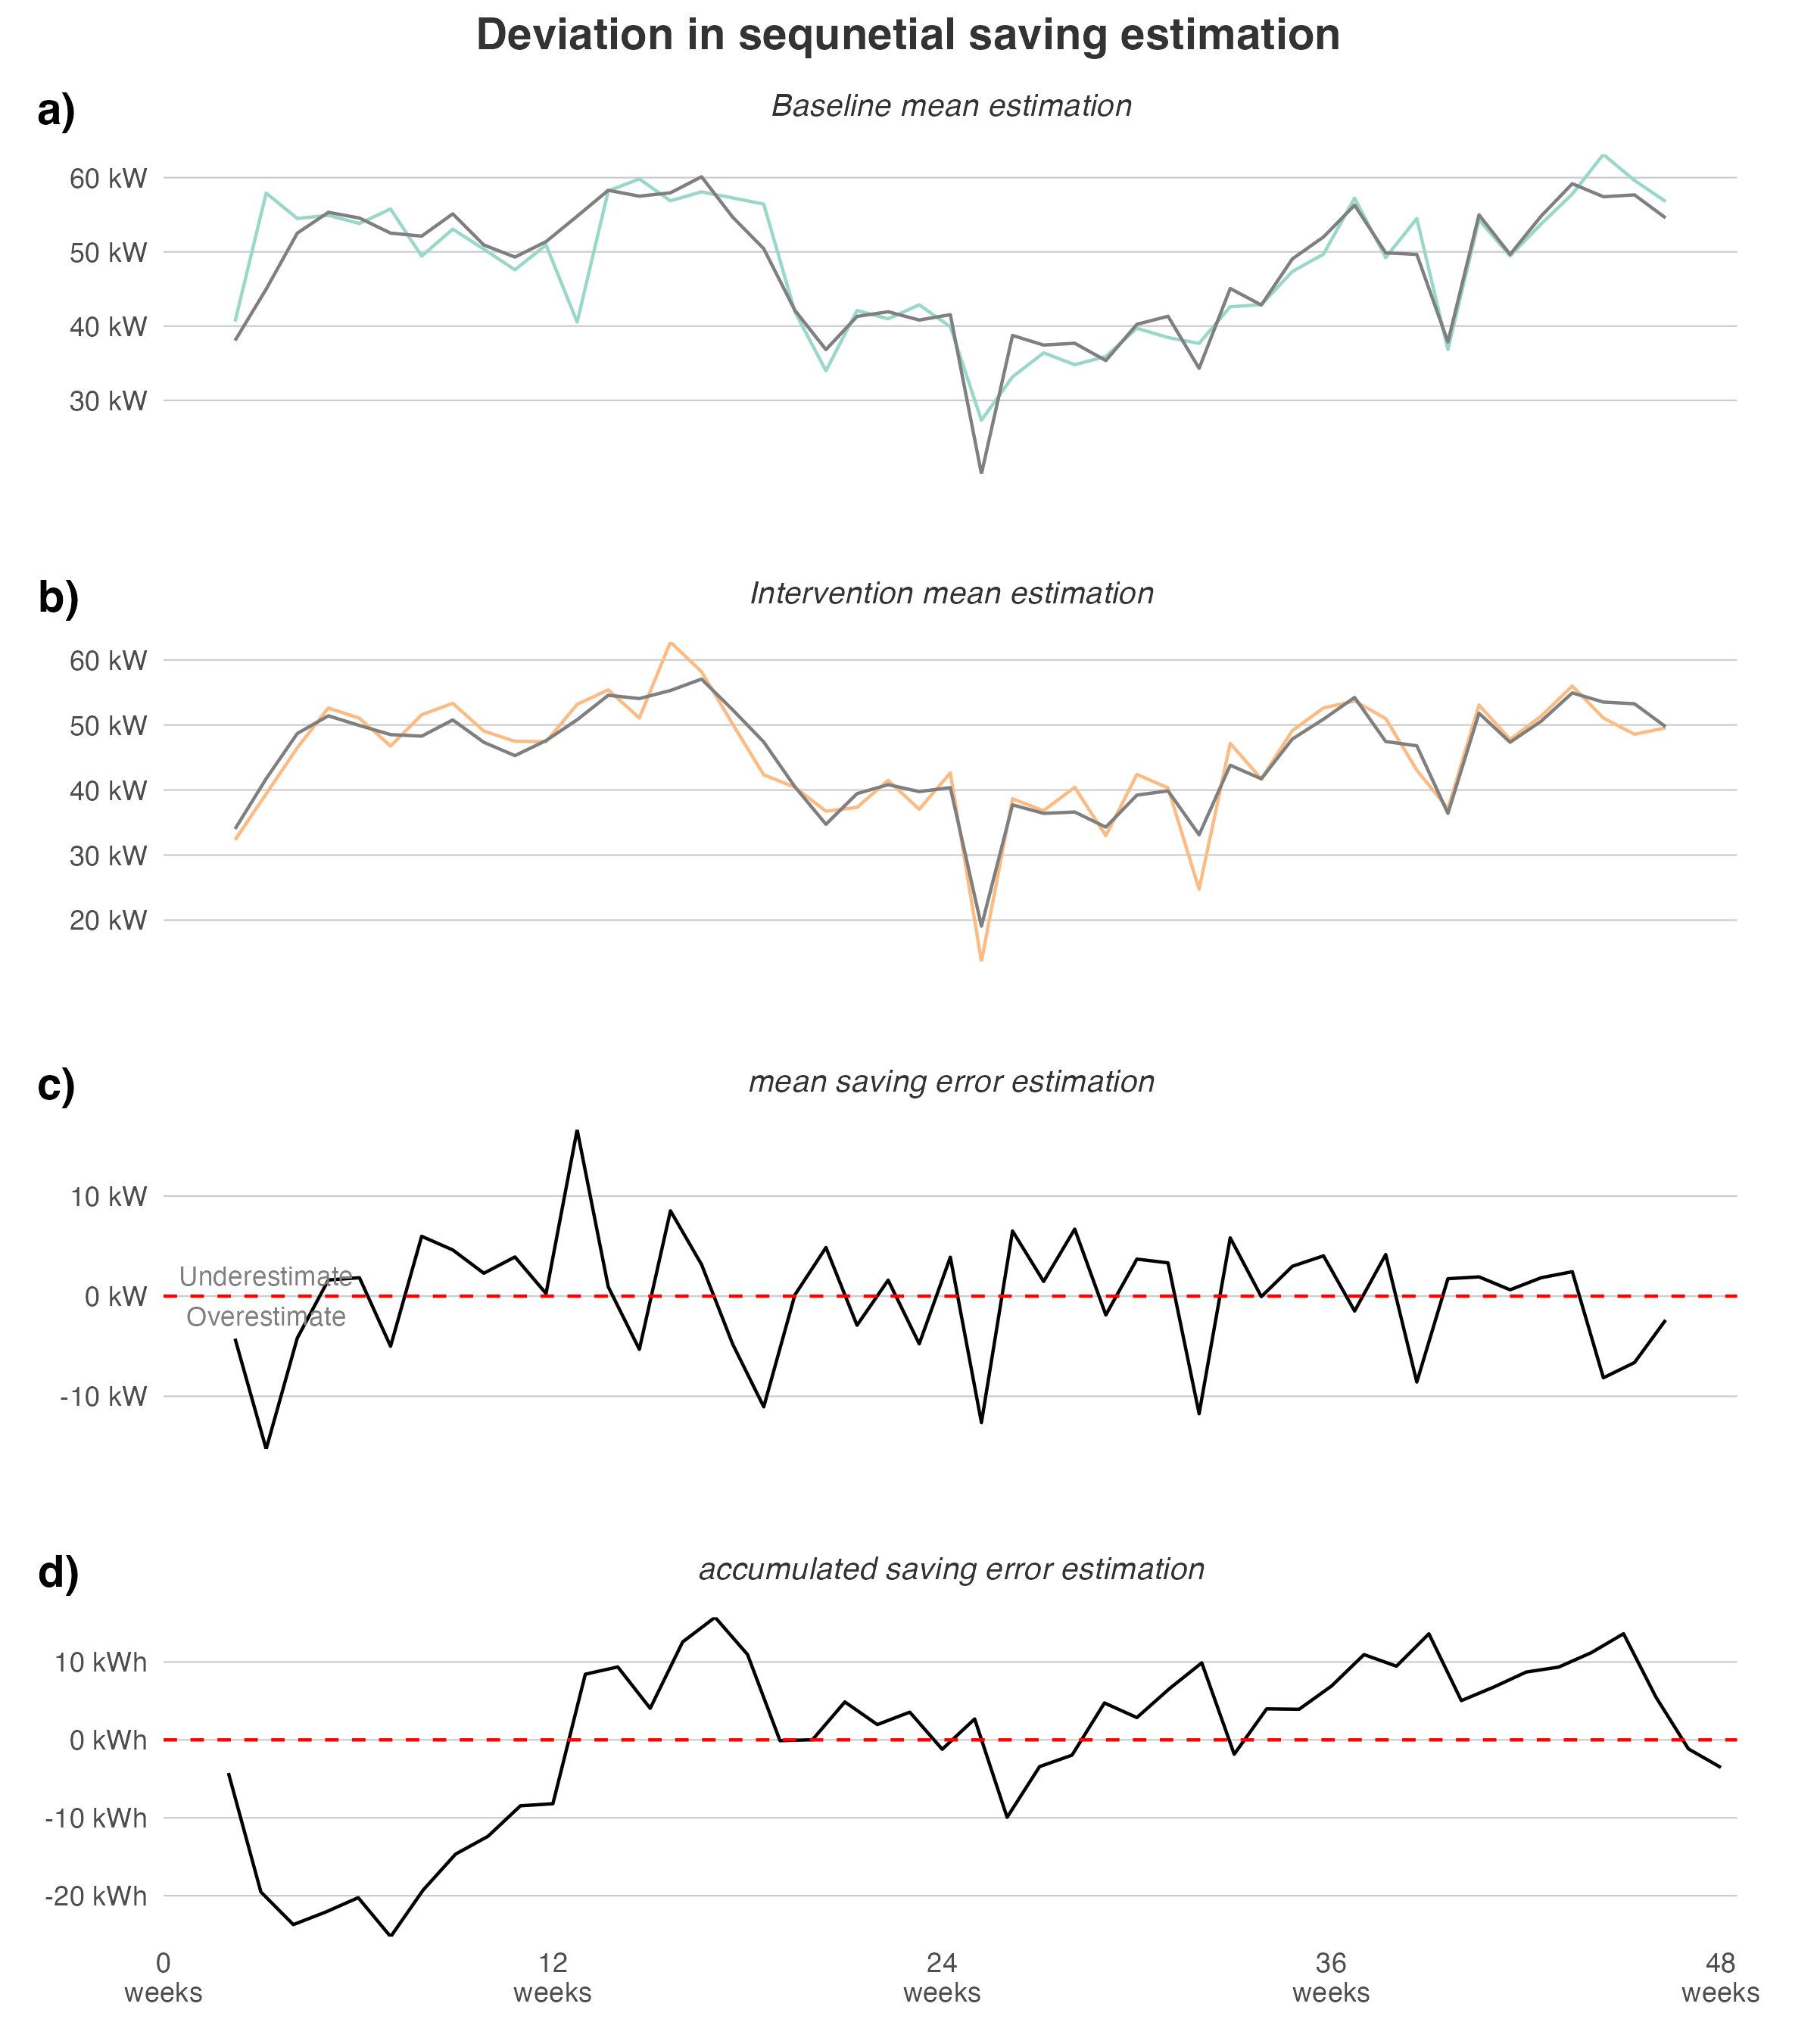 Deviation in sequnetial saving estimation
a)
Baseline mean estimation
60 kW
50 kW
40 kW
30 kW
b)
Intervention mean estimation
60 kW
50 kW
40 kW
30 kW
20 kW
c)
mean saving error estimation
10 kW
Underestimate
0 kW
Overestimate
-10 kW
d)
accumulated saving error estimation
10 kWh
0 kWh
-10 kWh
-20 kWh
0 12 24 36 48
weeks weeks weeks weeks weeks